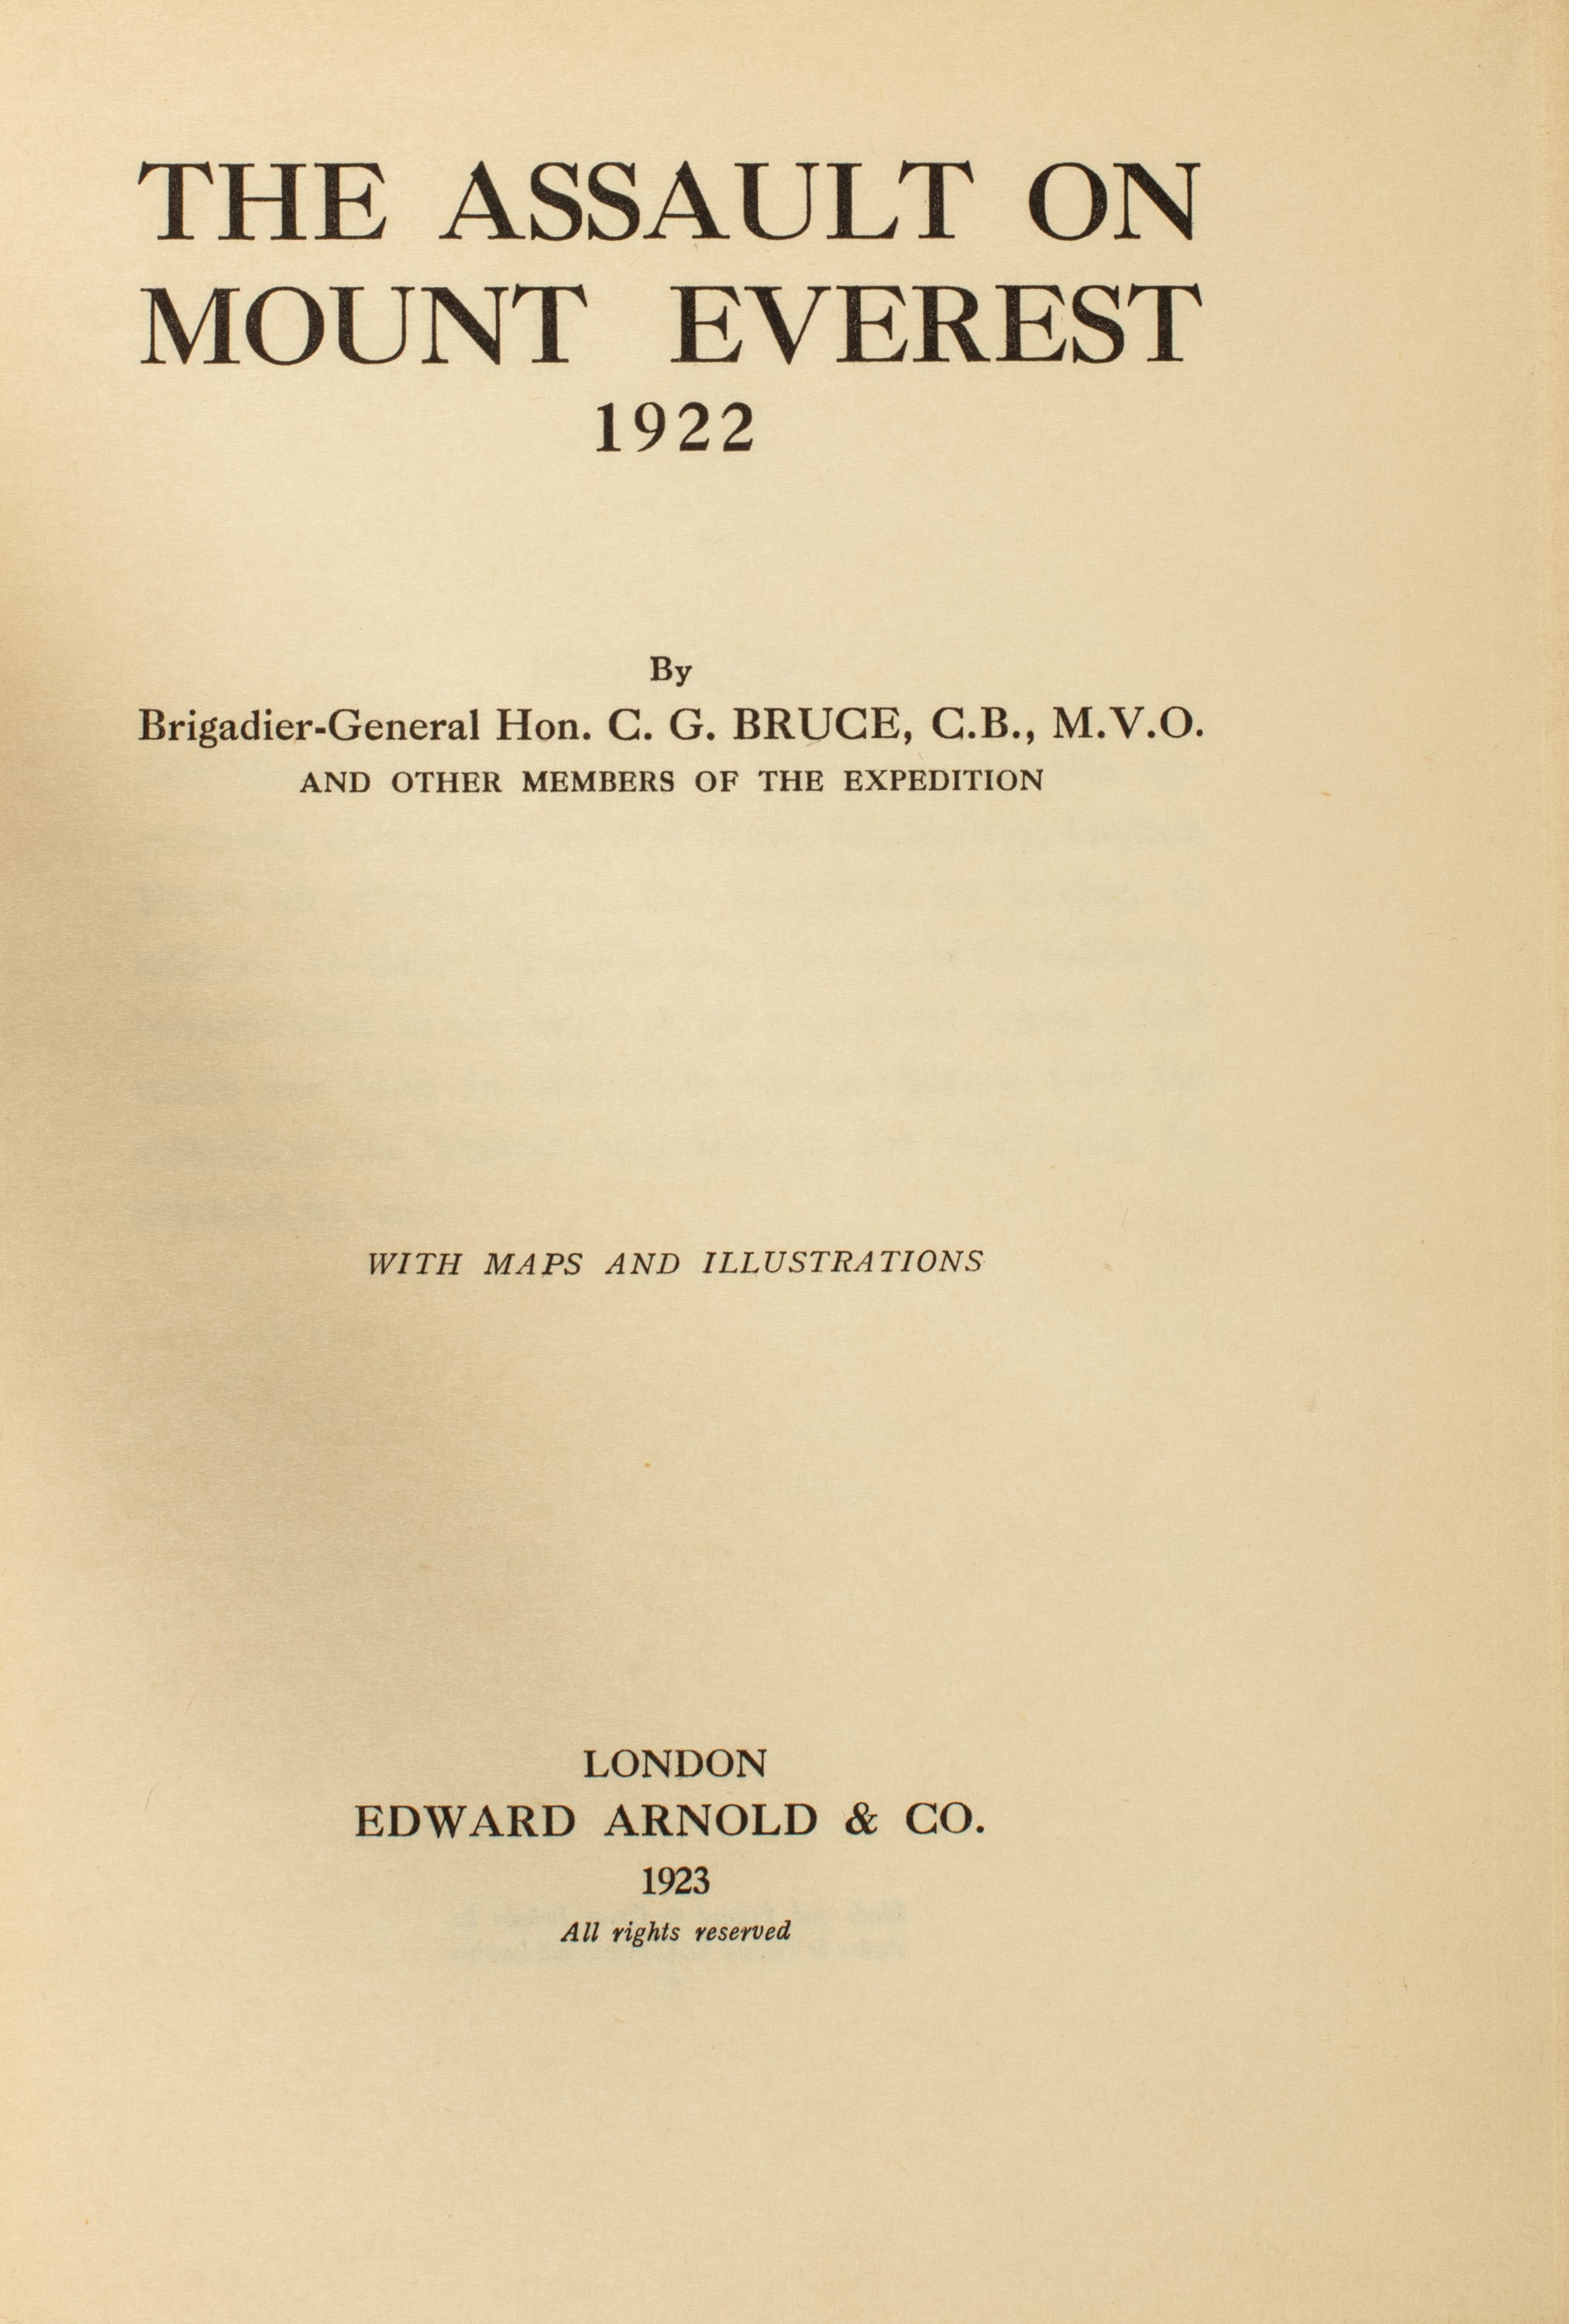 THE ASSAULT ON
MOUNT EVEREST
1922
By
Brigadier-General Hon. C. G. BRUCE, C.B., M.V.O.
AND OTHER MEMBERS OF THE EXPEDITION
WITH MAPS AND ILLUSTRATIONS
LONDON
EDWARD ARNOLD & CO.
1923
All rights reserved